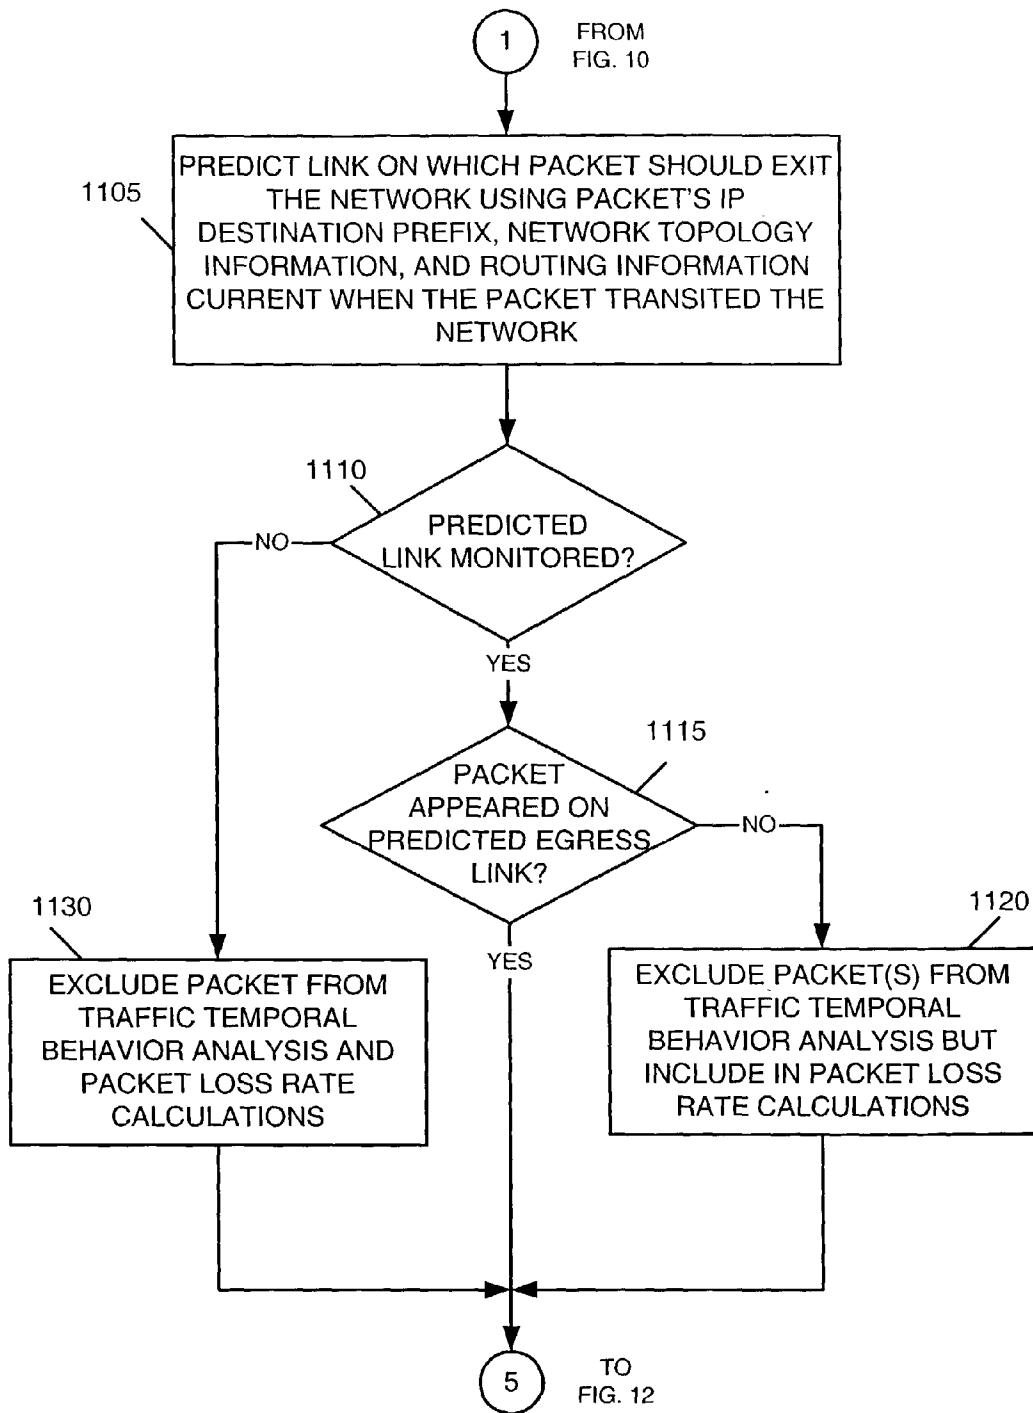 1
FROM
FIG. 10
1105
PREDICT LINK ON WHICH PACKET SHOULD EXIT
THE NETWORK USING PACKET'S IP
DESTINATION PREFIX, NETWORK TOPOLOGY
INFORMATION, AND ROUTING INFORMATION
CURRENT WHEN THE PACKET TRANSITED THE
NETWORK
1110
PREDICTED
LINK MONITORED?
NO
YES
1115
PACKET
APPEARED ON
PREDICTED EGRESS
LINK?
NO
YES
1130
EXCLUDE PACKET FROM
TRAFFIC TEMPORAL
BEHAVIOR ANALYSIS AND
PACKET LOSS RATE
CALCULATIONS
1120
EXCLUDE PACKET(S) FROM
TRAFFIC TEMPORAL
BEHAVIOR ANALYSIS BUT
INCLUDE IN PACKET LOSS
RATE CALCULATIONS
5
TO
FIG. 12